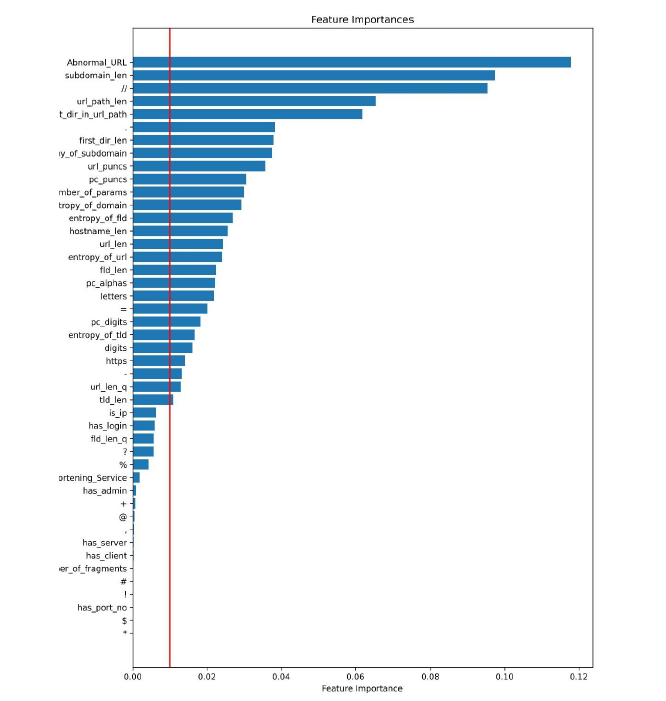 Feature Importances
Abnormal_URL
subdomain_len
//
url_path_len
t_dir_in_url_path
.
first_dir_len
y_of_subdomain
url_puncs
pc_puncs
mber_of_params
tropy_of_domain
entropy_of_fld
hostname_len
url_len
entropy_of_url
fld_len
pc_alphas
letters
=
pc_digits
entropy_of_tld
digits
https
-
url_len_q
tld_len
is_ip
has_login
fld_len_q
?
%
ortening_Service
has_admin
+
@
,
has_server
has_client
er_of_fragments
#
!
has_port_no
$
*
0.00 0.02 0.04 0.06 0.08 0.10 0.12
Feature Importance